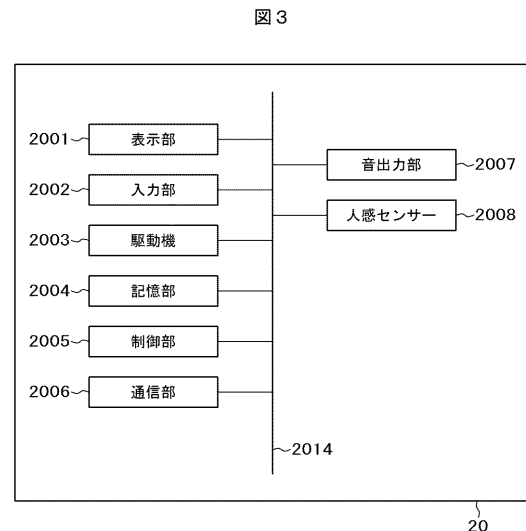 図3
2001 表示部
2002 入力部
2003 駆動機
2004 記憶部
2005 制御部
2006 通信部
音出力部 2007
人感センサー 2008
2014
20